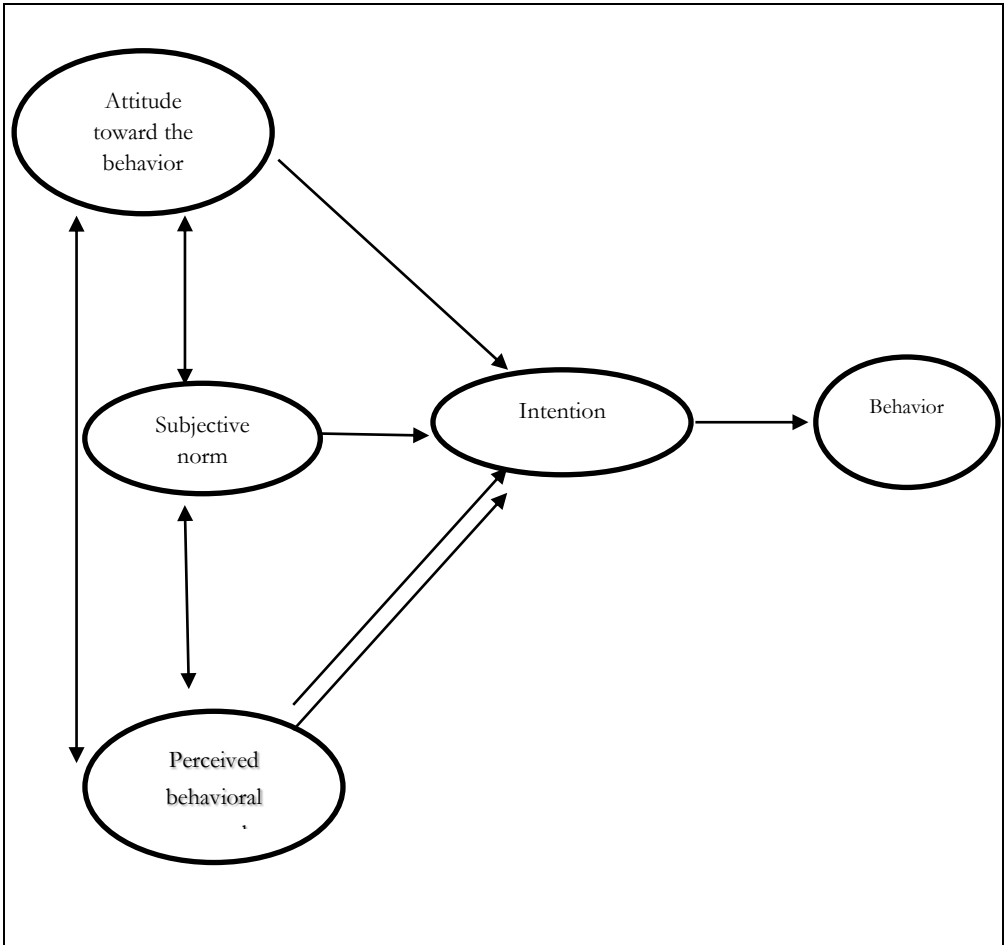 Attitude
toward the
behavior
Subjective
norm
Intention
Behavior
Perceived
behavioral